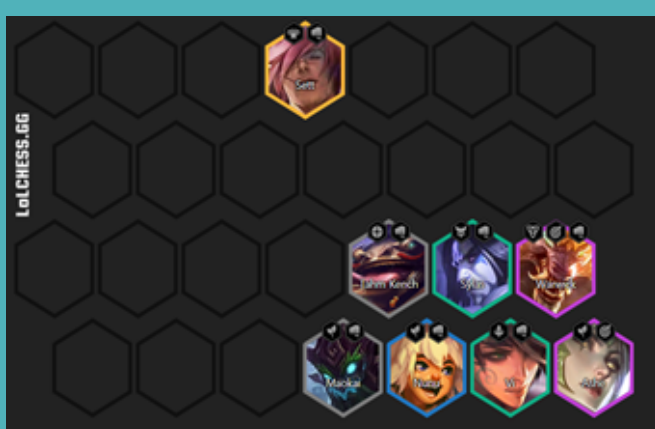 LoLCHESS.GG
Sett
Tahm Kench
Sylas
Warwick
Maokai
Nunu
Vi
Ashe